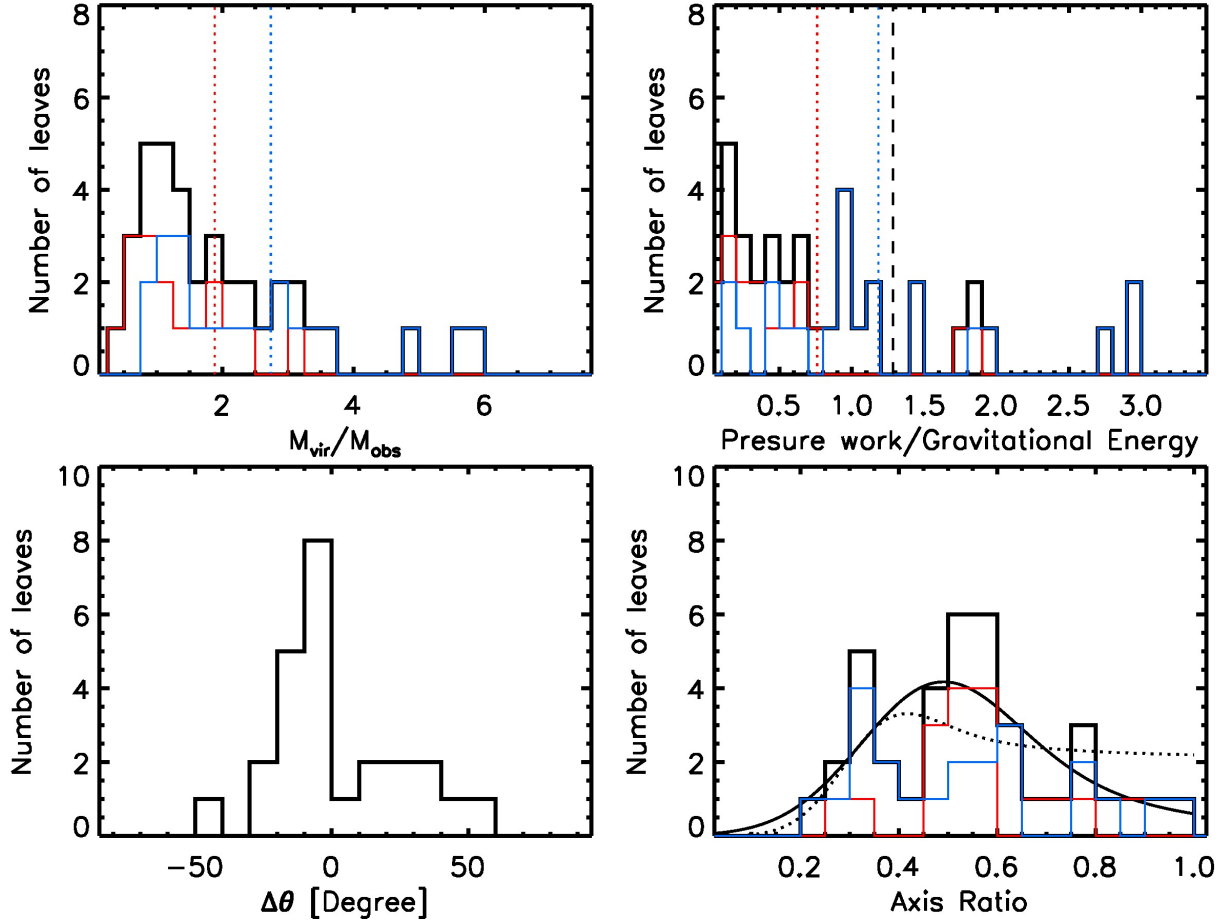 8
6
4
2
0
Number of leaves
2 4 6
M_vir/M_obs
8
6
4
2
0
Number of leaves
0.5 1.0 1.5 2.0 2.5 3.0
Presure work/Gravitational Energy
10
8
6
4
2
0
Number of leaves
−50 0 50
Δθ [Degree]
10
8
6
4
2
0
Number of leaves
0.2 0.4 0.6 0.8 1.0
Axis Ratio